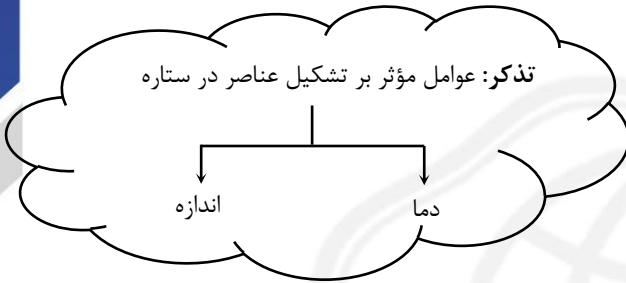 تذکر: عوامل مؤثر بر تشکیل عناصر در ستاره
دما
اندازه